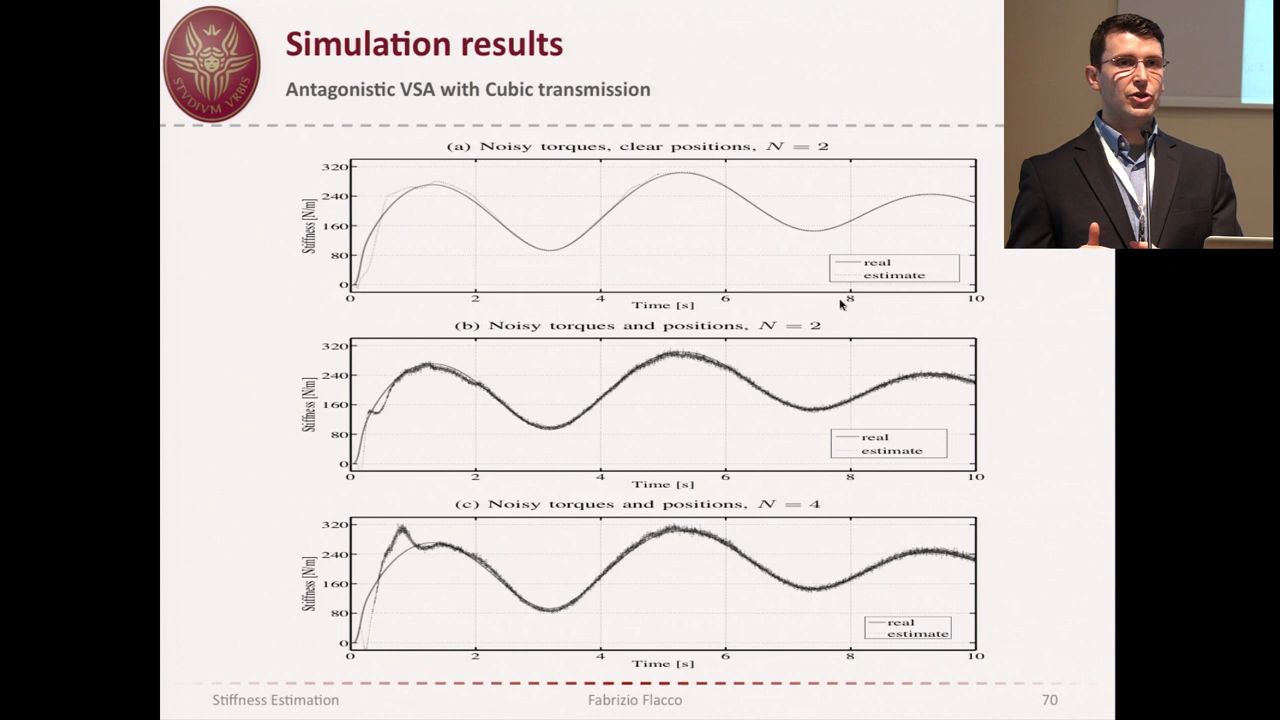 STVDIVM VRBIS
Simulation results
Antagonistic VSA with Cubic transmission
(a) Noisy torques, clear positions, N = 2
Stiffness [N/m]
320
240
160
80
0
real
estimate
0 2 4 6 8 10
Time [s]
(b) Noisy torques and positions, N = 2
Stiffness [N/m]
320
240
160
80
0
real
estimate
0 2 4 6 8 10
Time [s]
(c) Noisy torques and positions, N = 4
Stiffness [N/m]
320
240
160
80
0
real
estimate
0 2 4 6 8 10
Time [s]
Stiffness Estimation Fabrizio Flacco 70